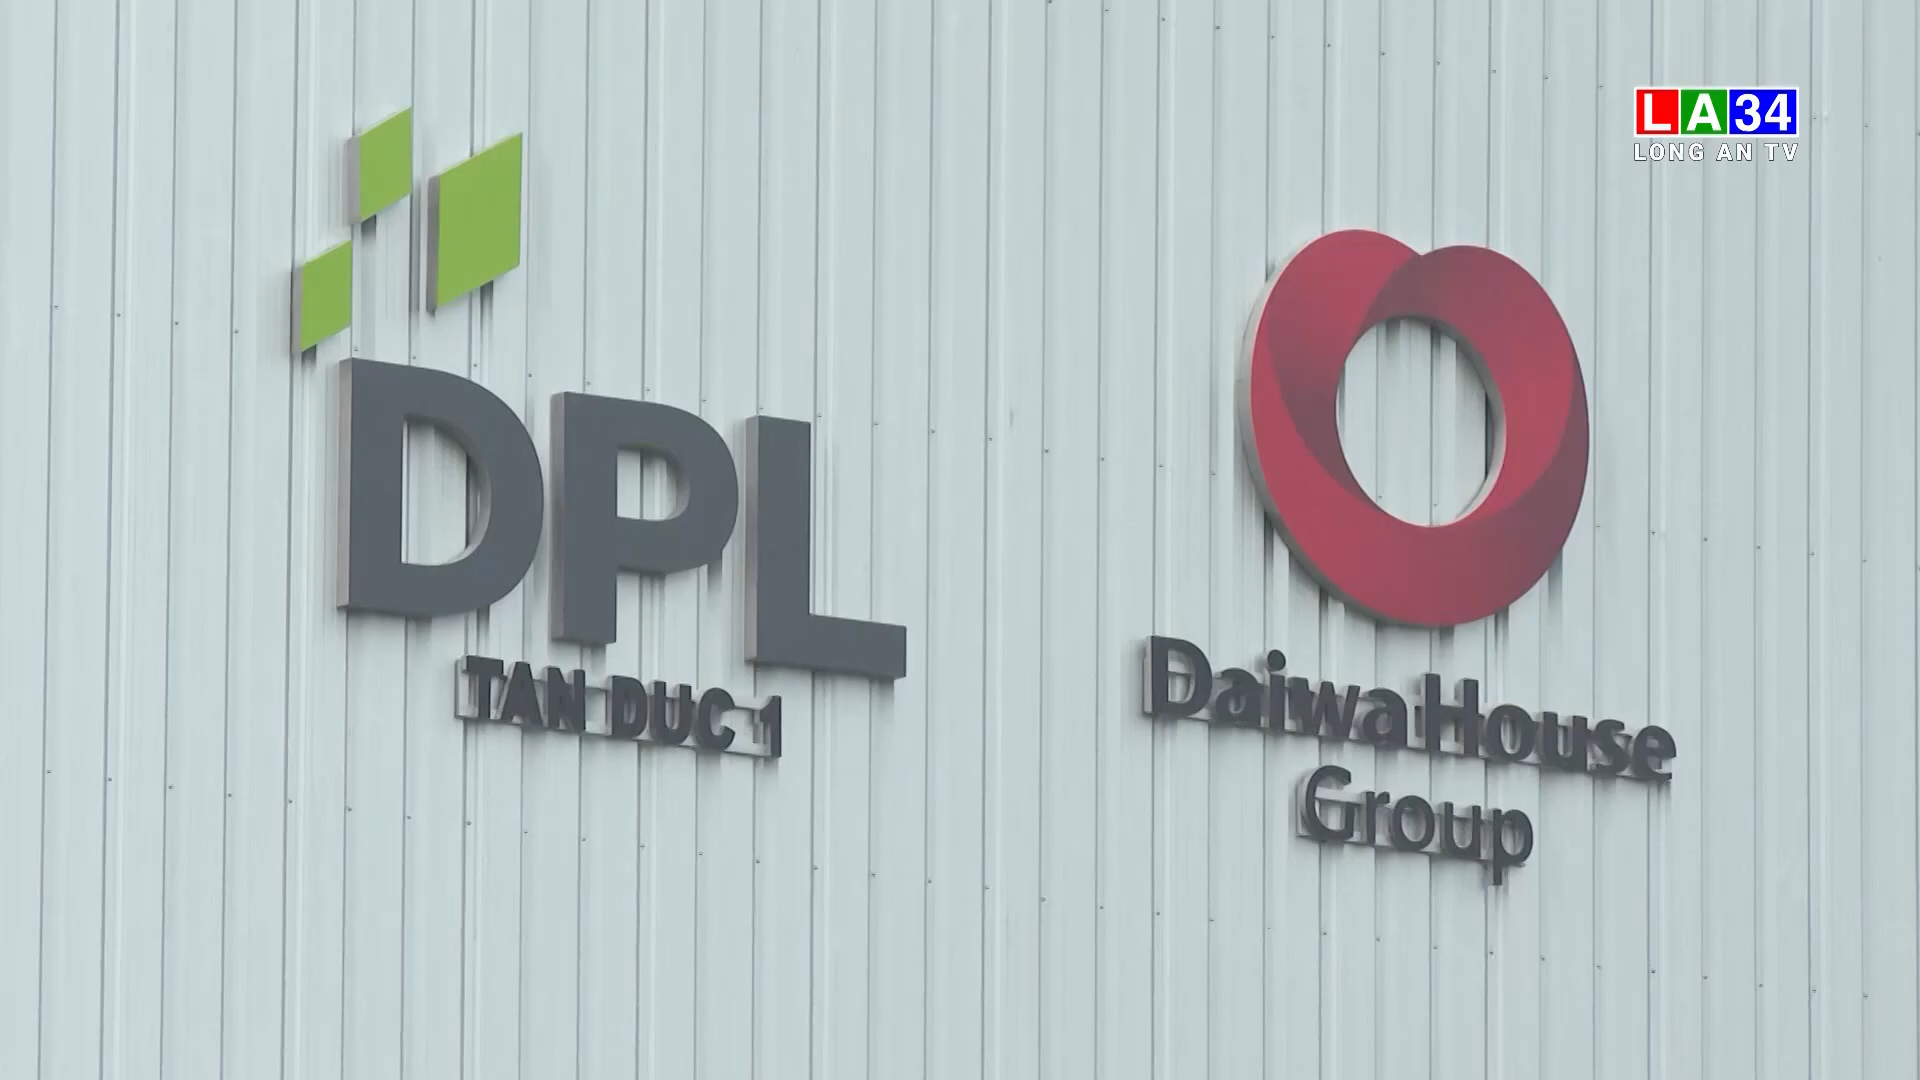 LA34
LONG AN TV
DPL
TAN DUC 1
DaiwaHouse
Group